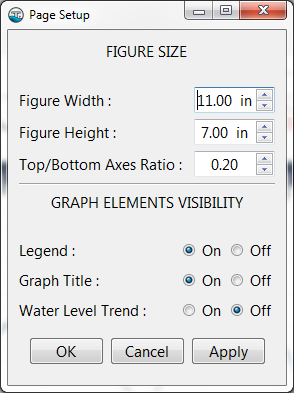 Page Setup
FIGURE SIZE
Figure Width : 11.00 in
Figure Height : 7.00 in
Top/Bottom Axes Ratio : 0.20
GRAPH ELEMENTS VISIBILITY
Legend : On Off
Graph Title : On Off
Water Level Trend : On Off
OK Cancel Apply